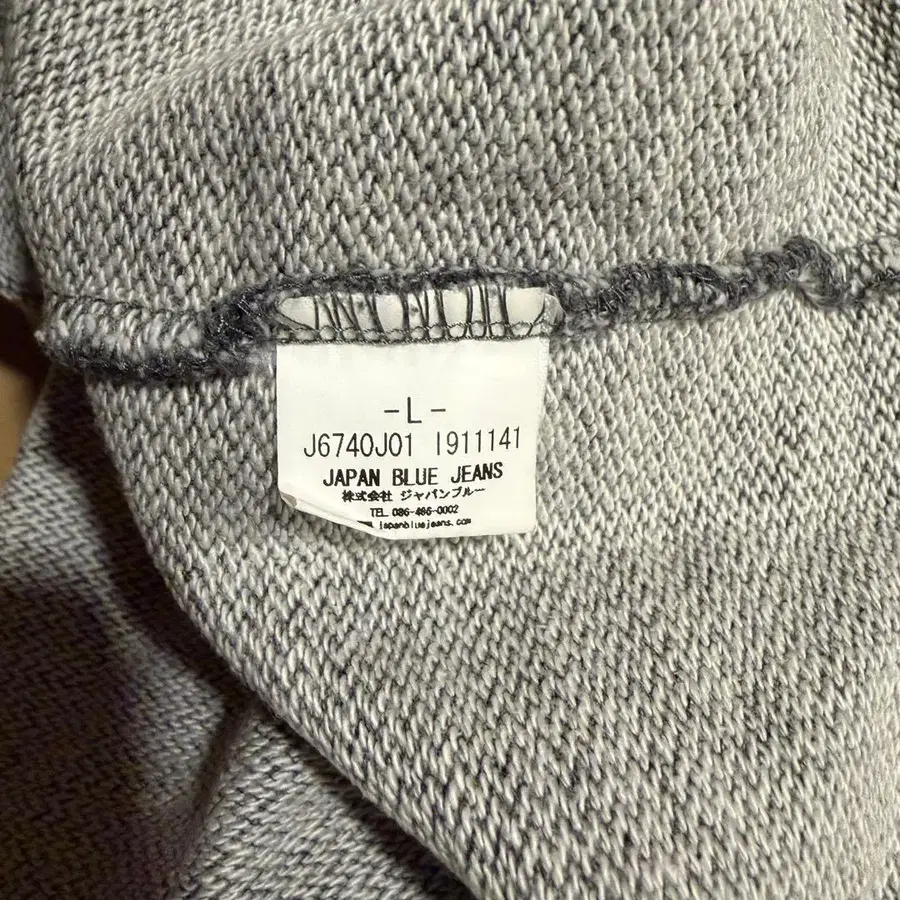 -L-
J6740J01 I911141
JAPAN BLUE JEANS
株式会社 ジャパンブルー
TEL 086-486-0002
japanbluejeans.com